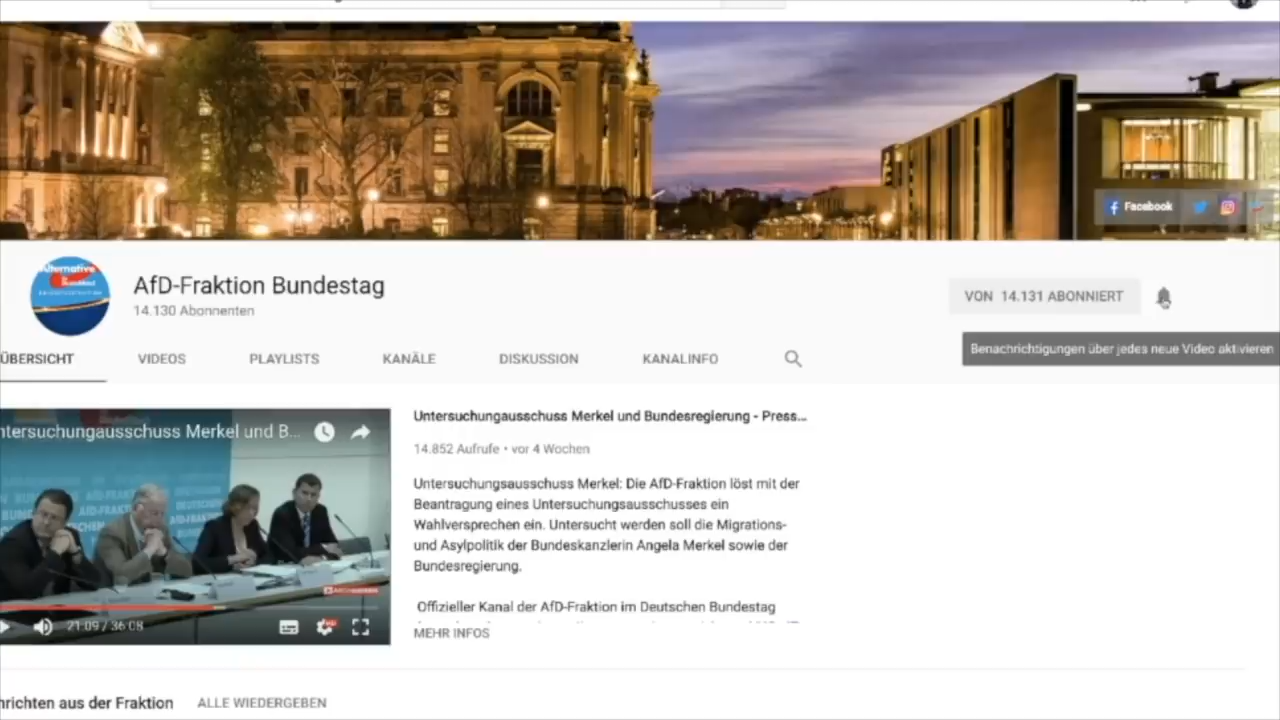 Facebook
Alternative
AfD-Fraktion Bundestag
14.130 Abonnenten
VON 14.131 ABONNIERT
Benachrichtigungen über jedes neue Video aktivieren
ÜBERSICHT
VIDEOS
PLAYLISTS
KANÄLE
DISKUSSION
KANALINFO
ntersuchungausschuss Merkel und B...
21:09 / 36:08
Untersuchungausschuss Merkel und Bundesregierung - Press...
14.852 Aufrufe • vor 4 Wochen
Untersuchungsausschuss Merkel: Die AfD-Fraktion löst mit der
Beantragung eines Untersuchungsausschusses ein
Wahlversprechen ein. Untersucht werden soll die Migrations-
und Asylpolitik der Bundeskanzlerin Angela Merkel sowie der
Bundesregierung.
Offizieller Kanal der AfD-Fraktion im Deutschen Bundestag
MEHR INFOS
hrichten aus der Fraktion
ALLE WIEDERGEBEN